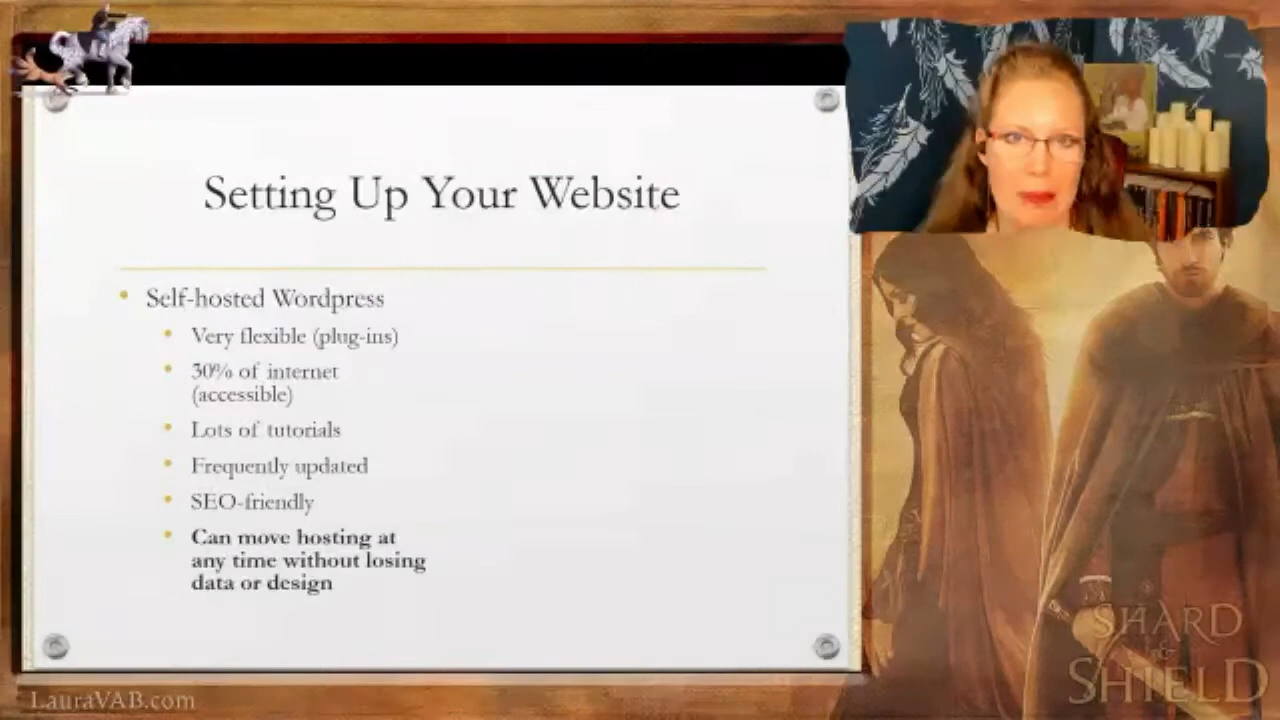 Setting Up Your Website
Self-hosted Wordpress
Very flexible (plug-ins)
30% of internet
(accessible)
Lots of tutorials
Frequently updated
SEO-friendly
Can move hosting at
any time without losing
data or design
SHARD
&
SHIELD
LauraVAB.com